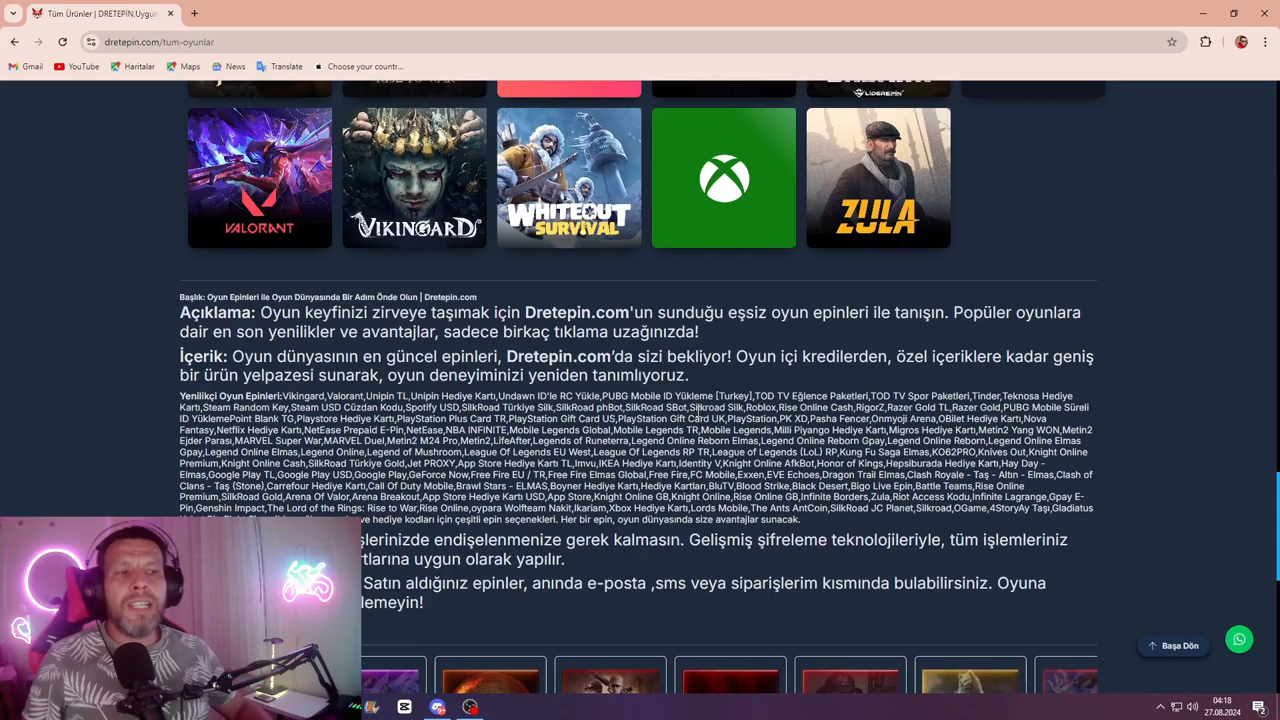 Tüm Ürünler | DRETEPİN,Uygun
dretepin.com/tum-oyunlar
Gmail
YouTube
Haritalar
Maps
News
Translate
Choose your countr...
LİDEREPİN
VALORANT
VIKINGARD
WHITEOUT
SURVIVAL
ZULA
Başlık: Oyun Epinleri ile Oyun Dünyasında Bir Adım Önde Olun | Dretepin.com
Açıklama: Oyun keyfinizi zirveye taşımak için Dretepin.com'un sunduğu eşsiz oyun epinleri ile tanışın. Popüler oyunlara
dair en son yenilikler ve avantajlar, sadece birkaç tıklama uzağınızda!
İçerik: Oyun dünyasının en güncel epinleri, Dretepin.com’da sizi bekliyor! Oyun içi kredilerden, özel içeriklere kadar geniş
bir ürün yelpazesi sunarak, oyun deneyiminizi yeniden tanımlıyoruz.
Yenilikçi Oyun Epinleri:Vikingard,Valorant,Unipin TL,Unipin Hediye Kartı,Undawn ID'le RC Yükle,PUBG Mobile ID Yükleme [Turkey],TOD TV Eğlence Paketleri,TOD TV Spor Paketleri,Tinder,Teknosa Hediye
Kartı,Steam Random Key,Steam USD Cüzdan Kodu,Spotify USD,SilkRoad Türkiye Silk,SilkRoad phBot,SilkRoad SBot,Silkroad Silk,Roblox,Rise Online Cash,RigorZ,Razer Gold TL,Razer Gold,PUBG Mobile Süreli
ID YüklemePoint Blank TG,Playstore Hediye Kartı,PlayStation Plus Card TR,PlayStation Gift Card US,PlayStation Gift Card UK,PlayStation,PK XD,Pasha Fencer,Onmyoji Arena,OBilet Hediye Kartı,Nowe
Fantasy,Netflix Hediye Kartı,NetEase Prepaid E-Pin,NetEase,NBA INFINITE,Mobile Legends Global,Mobile Legends TR,Mobile Legends,Milli Piyango Hediye Kartı,Migros Hediye Kartı,Metin2 Yang WON,Metin2
Ejder Parası,MARVEL Super War,MARVEL Duel,Metin2 M24 Pro,Metin2,LifeAfter,Legends of Runeterra,Legend Online Reborn Elmas,Legend Online Reborn Gpay,Legend Online Reborn,Legend Online Elmas
Gpay,Legend Online Elmas,Legend of Mushroom,League Of Legends EU West,League Of Legends RP TR,League of Legends (LoL) RP,Kung Fu Saga Elmas,KO62PRO,Knives Out,Knight Online
Premium,Knight Online Cash,SilkRoad Türkiye Gold,Jet PROXY,App Store Hediye Kartı TL,Imvu,IKEA Hediye Kartı,Identity V,Knight Online AfkBot,Honor of Kings,Hepsiburada Hediye Kartı,Hay Day -
Elmas,Google Play TL,Google Play USD,GeForce Now,Free Fire EU / TR,Free Fire Elmas Global,Free Fire,FC Mobile,Exxen,EVE Echoes,Dragon Trail Elmas,Clash Royale - Taş - Altın - Elmas,Clash of
Clans - Taş (Stone),Carrefour Hediye Kartı,Call Of Duty Mobile,Brawl Stars - ELMAS,Boyner Hediye Kartı,Hediye Kartları,BluTV,Blood Strike,Black Desert,Bigo Live Epin,Battle Teams,Rise Online
Premium,SilkRoad Gold,Arena Of Valor,Arena Breakout,App Store Hediye Kartı USD,App Store,Knight Online GB,Knight Online,Rise Online GB,Infinite Borders,Zula,Riot Access Kodu,Infinite Lagrange,Gpay E-
Pin,Genshin Impact,The Lord of the Rings: Rise to War,Rise Online,oypara Wolfteam Nakit,Ikariam,Xbox Hediye Kartı,Lords Mobile,The Ants AntCoin,SilkRoad JC Planet,Silkroad,OGame,4StoryAy Taşı,Gladiatus
ve hediye kodları için çeşitli epin seçenekleri. Her bir epin, oyun dünyasında size avantajlar sunacak.
şlerinizde endişelenmenize gerek kalmasın. Gelişmiş şifreleme teknolojileriyle, tüm işlemleriniz
rtlarına uygun olarak yapılır.
Satın aldığınız epinler, anında e-posta ,sms veya siparişlerim kısmında bulabilirsiniz. Oyuna
lemeyin!
Başa Dön
04:18
27.08.2024
2